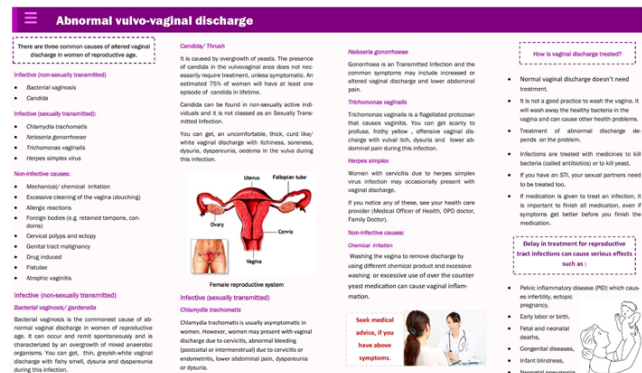 Abnormal vulvo-vaginal discharge
There are three common causes of altered vaginal
discharge in women of reproductive age.
Infective (non-sexually transmitted)
Bacterial vaginosis
Candida
Infective (sexually transmitted):
Chlamydia trachomatis
Neisseria gonorrhoeae
Trichomonas vaginalis
Herpes simplex virus
Non-infective causes:
Mechanical/ chemical irritation
Excessive cleaning of the vagina (douching)
Allergic reactions
Foreign bodies (e.g. retained tampons, con-
doms)
Cervical polyps and ectopy
Genital tract malignancy
Drug induced
Fistulae
Atrophic vaginitis
Infective (non-sexually transmitted)
Bacterial vaginosis/ gardenella
Bacterial vaginosis is the commonest cause of ab-
normal vaginal discharge in women of reproductive
age. It can occur and remit spontaneously and is
characterized by an overgrowth of mixed anaerobic
organisms. You can get, thin, greyish-white vaginal
discharge with fishy smell, dysuria and dyspareunia
during this infection.
Candida/ Thrush
It is caused by overgrowth of yeasts. The presence
of candida in the vulvovaginal area does not nec-
essarily require treatment, unless symptomatic. An
estimated 75% of women will have at least one
episode of candida in lifetime.
Candida can be found in non-sexually active indi-
viduals and it is not classed as an Sexually Trans-
mitted Infection.
You can get, an uncomfortable, thick, curd like/
white vaginal discharge with itchiness, soreness,
dysuria, dyspareunia, oedema in the vulva during
this infection.
Uterus
Fallopian tube
Ovary
Cervix
Vagina
Female reproductive system
Infective (sexually transmitted)
Chlamydia trachomatis
Chlamydia trachomatis is usually asymptomatic in
women. However, women may present with vaginal
discharge due to cervicitis, abnormal bleeding
(postcoital or intermenstrual) due to cervicitis or
endometritis, lower abdominal pain, dyspareunia
or dysuria.
Neisseria gonorrhoeae
Gonorrhoea is an Transmitted Infection and the
common symptoms may include increased or
altered vaginal discharge and lower abdominal
pain.
Trichomonas vaginalis
Trichomonas vaginalis is a flagellated protozoan
that causes vaginitis. You can get scanty to
profuse, frothy yellow , offensive vaginal dis-
charge with vulval itch, dysuria and lower ab-
dominal pain during this infection.
Herpes simplex
Women with cervicitis due to herpes simplex
virus infection may occasionally present with
vaginal discharge.
If you notice any of these, see your health care
provider (Medical Officer of Health, OPD doctor,
Family Doctor).
Non-infective causes:
Chemical irritation
Washing the vagina to remove discharge by
using different chemical product and excessive
washing or excessive use of over the counter
yeast medication can cause vaginal inflam-
mation.
Seek medical
advice, if you
have above
symptoms.
How is vaginal discharge treated?
Normal vaginal discharge doesn't need
treatment.
It is not a good practice to wash the vagina. It
will wash away the healthy bacteria in the
vagina and can cause other health problems.
Treatment of abnormal discharge de-
pends on the problem.
Infections are treated with medicines to kill
bacteria (called antibiotics) or to kill yeast.
If you have an STI, your sexual partners need
to be treated too.
If medication is given to treat an infection, it
is important to finish all medication, even if
symptoms get better before you finish the
medication.
Delay in treatment for reproductive
tract infections can cause serious effects
such as :
Pelvic inflammatory disease (PID) which caus-
es infertility, ectopic
pregnancy,
Early labor or birth,
Fetal and neonatal
deaths,
Congenital diseases,
Infant blindness,
Neonatal pneumonia